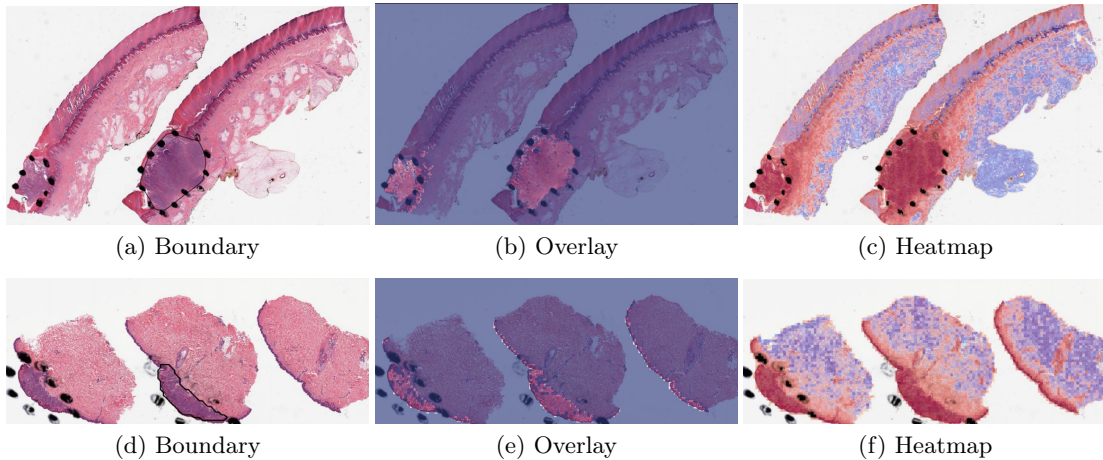 (a) Boundary
(b) Overlay
(c) Heatmap
(d) Boundary
(e) Overlay
(f) Heatmap